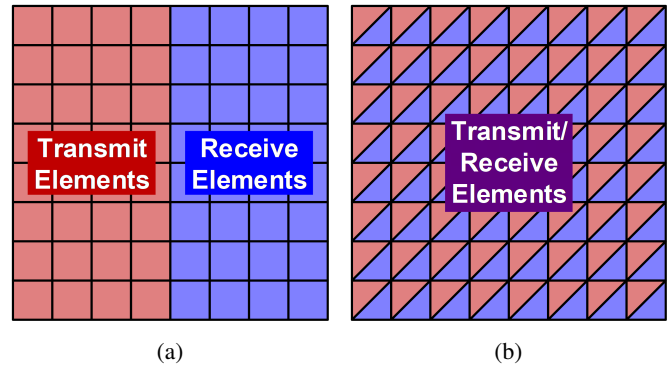 Transmit
Elements
Receive
Elements
Transmit/
Receive
Elements
(a)
(b)